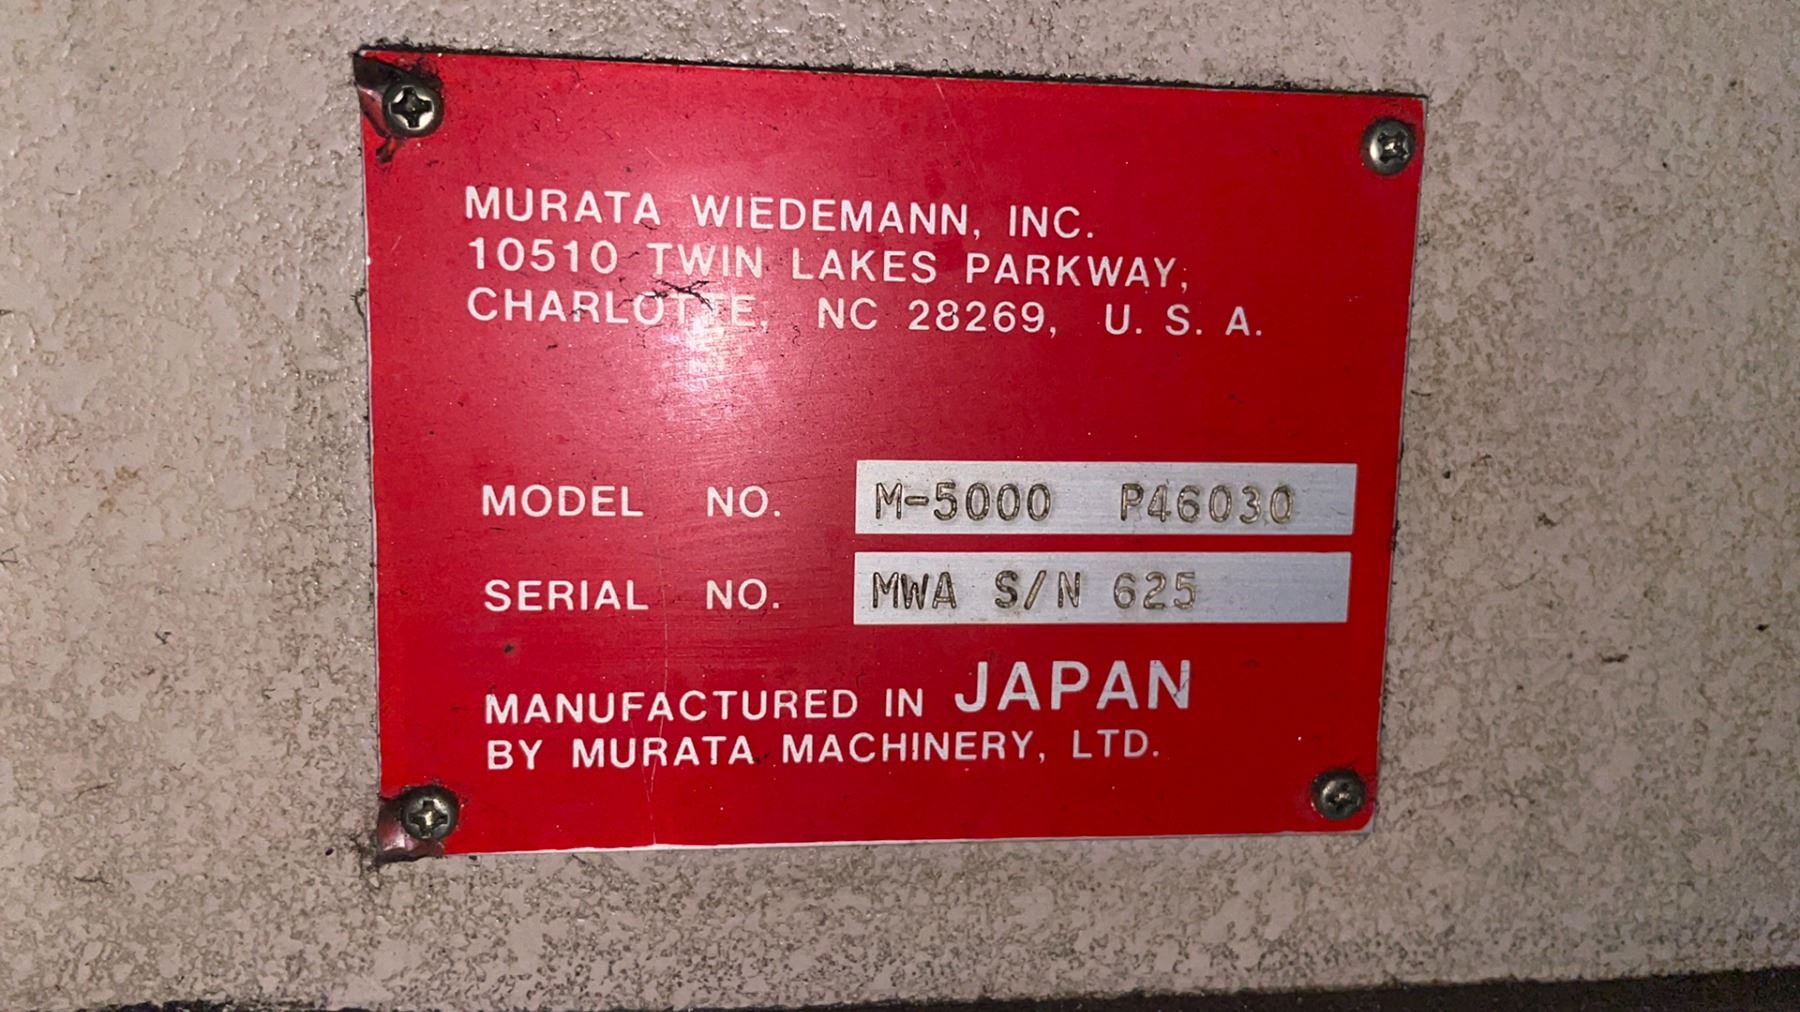 MURATA WIEDEMANN, INC.
10510 TWIN LAKES PARKWAY,
CHARLOTTE, NC 28269, U. S. A.
MODEL NO. M-5000 P46030
SERIAL NO. MWA S/N 625
MANUFACTURED IN JAPAN
BY MURATA MACHINERY, LTD.